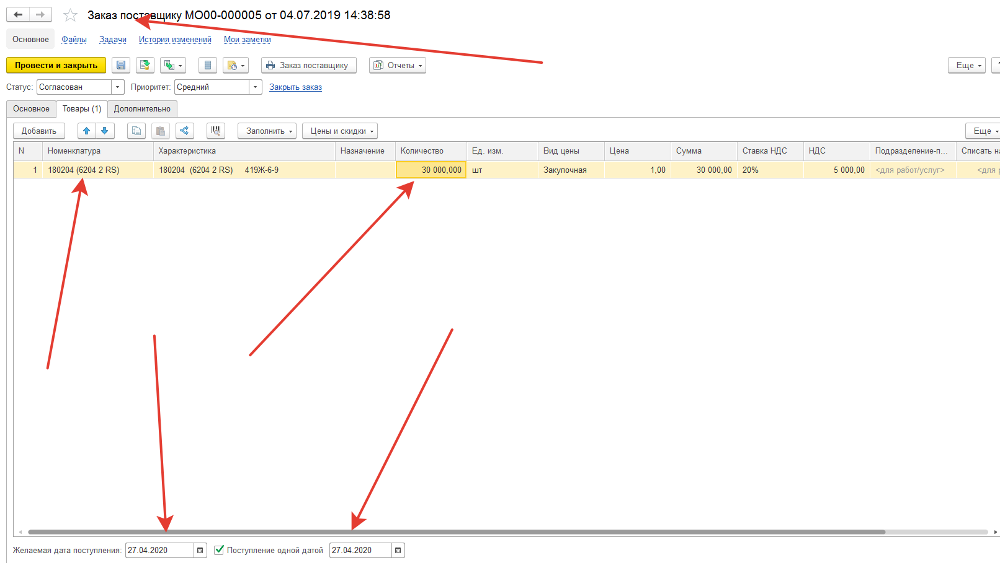 Заказ поставщику МО00-000005 от 04.07.2019 14:38:58
Основное Файлы Задачи История изменений Мои заметки
Провести и закрыть Заказ поставщику Отчеты Еще
Статус: Согласован Приоритет: Средний Закрыть заказ
Основное Товары (1) Дополнительно
Добавить Заполнить Цены и скидки Еще
N Номенклатура Характеристика Назначение Количество Ед. изм. Вид цены Цена Сумма Ставка НДС НДС Подразделение-п... Списать на
1 180204 (6204 2 RS) 180204 (6204 2 RS) 419Ж-6-9 30 000,000 шт Закупочная 1,00 30 000,00 20% 5 000,00 <для работ/услуг> <для р
Желаемая дата поступления: 27.04.2020 Поступление одной датой 27.04.2020